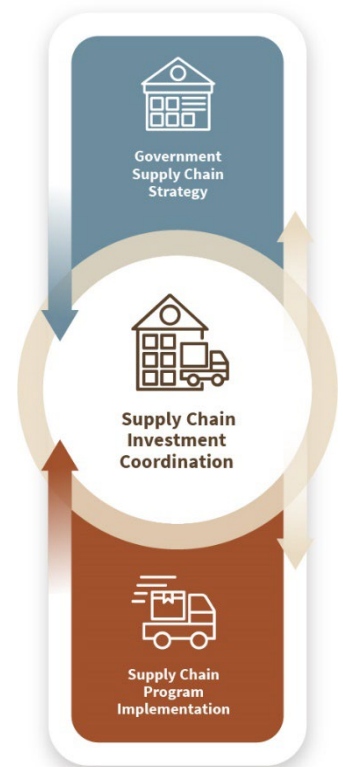 Government
Supply Chain
Strategy
Supply Chain
Investment
Coordination
Supply Chain
Program
Implementation